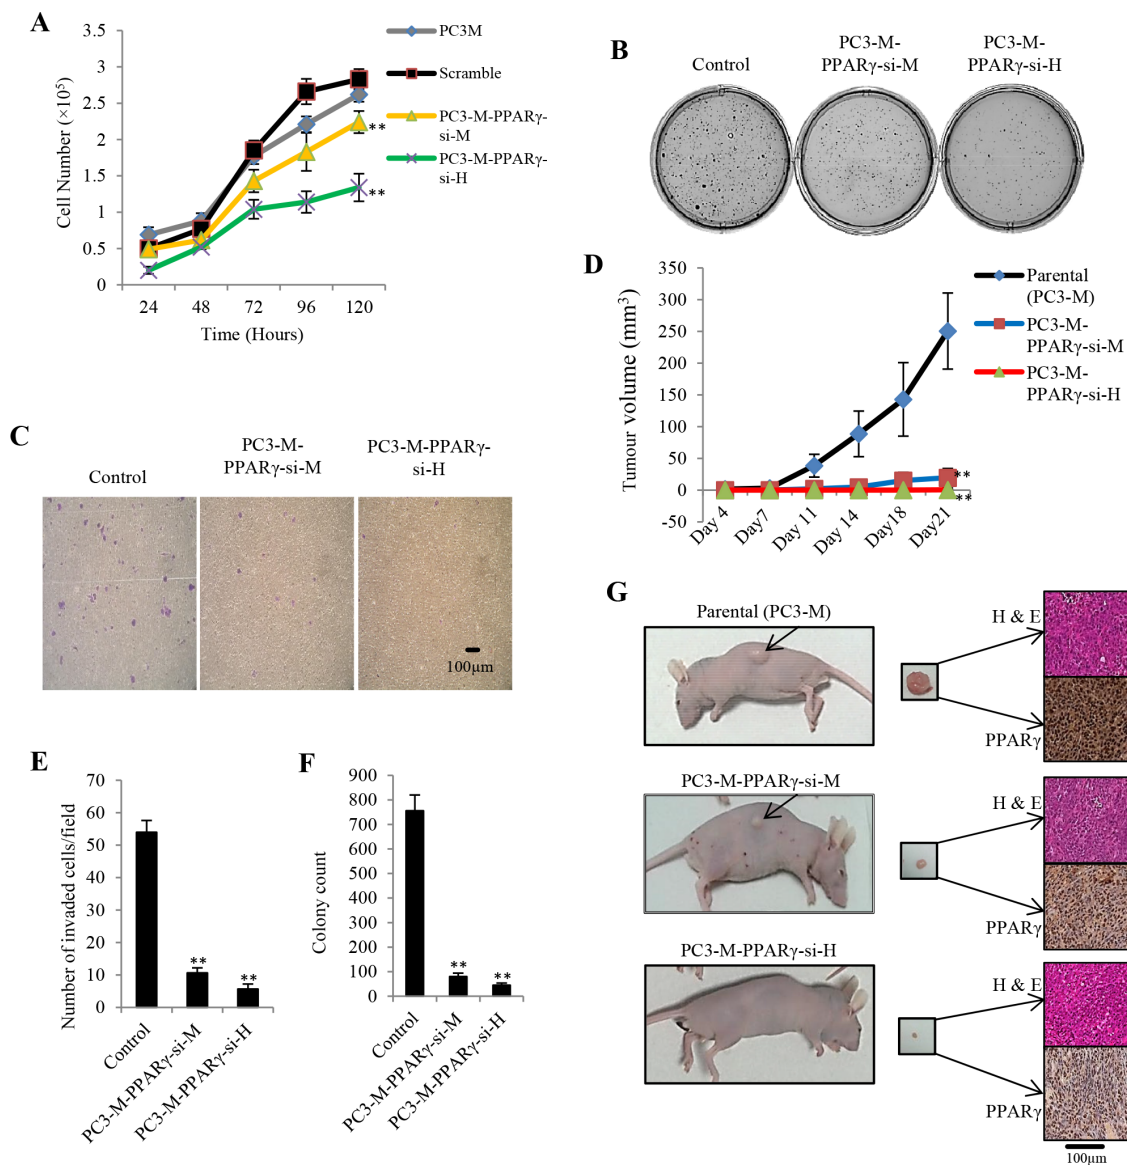 A
3.5
3
2.5
2
1.5
1
0.5
0
Cell Number (×10⁵)
24 48 72 96 120
Time (Hours)
PC3M
Scramble
PC3-M-PPARγ-
si-M
PC3-M-PPARγ-
si-H
**
**
B
Control
PC3-M-
PPARγ-si-M
PC3-M-
PPARγ-si-H
C
Control
PC3-M-
PPARγ-si-M
PC3-M-PPARγ-
si-H
100µm
D
350
300
250
200
150
100
50
0
-50
Tumour volume (mm³)
Day 4 Day7 Day 11 Day 14 Day18 Day21
Parental
(PC3-M)
PC3-M-
PPARγ-si-M
PC3-M-
PPARγ-si-H
**
**
E
70
60
50
40
30
20
10
0
Number of invaded cells/field
** **
Control
PC3-M-PPARγ-si-M
PC3-M-PPARγ-si-H
F
900
800
700
600
500
400
300
200
100
0
Colony count
** **
Control
PC3-M-PPARγ-si-M
PC3-M-PPARγ-si-H
G
Parental (PC3-M)
H & E
PPARγ
PC3-M-PPARγ-si-M
H & E
PPARγ
PC3-M-PPARγ-si-H
H & E
PPARγ
100µm